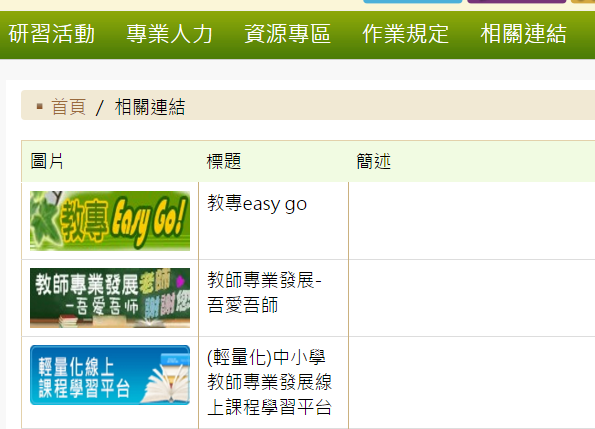 研習活動 專業人力 資源專區 作業規定 相關連結
首頁 / 相關連結
圖片 標題 簡述
教專 Easy Go!
教專easy go
教師專業發展
-吾愛吾师
老師
謝謝您
教師專業發展-
吾愛吾師
輕量化線上
課程學習平台
(輕量化)中小學
教師專業發展線
上課程學習平台